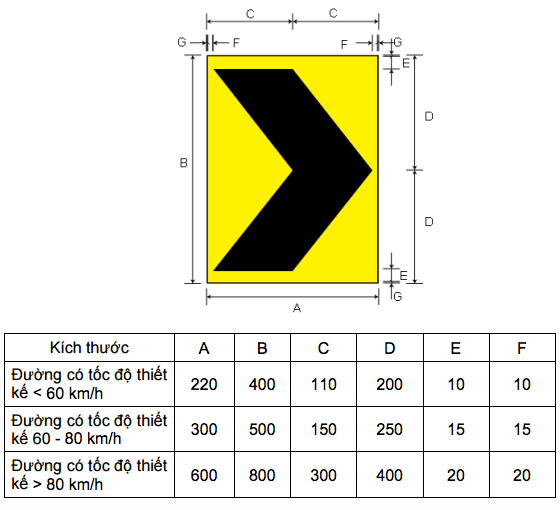 C C
G F F G
E
D
B
D
E
G
A
Kích thước A B C D E F
Đường có tốc độ thiết
kế < 60 km/h 220 400 110 200 10 10
Đường có tốc độ thiết
kế 60 - 80 km/h 300 500 150 250 15 15
Đường có tốc độ thiết
kế > 80 km/h 600 800 300 400 20 20